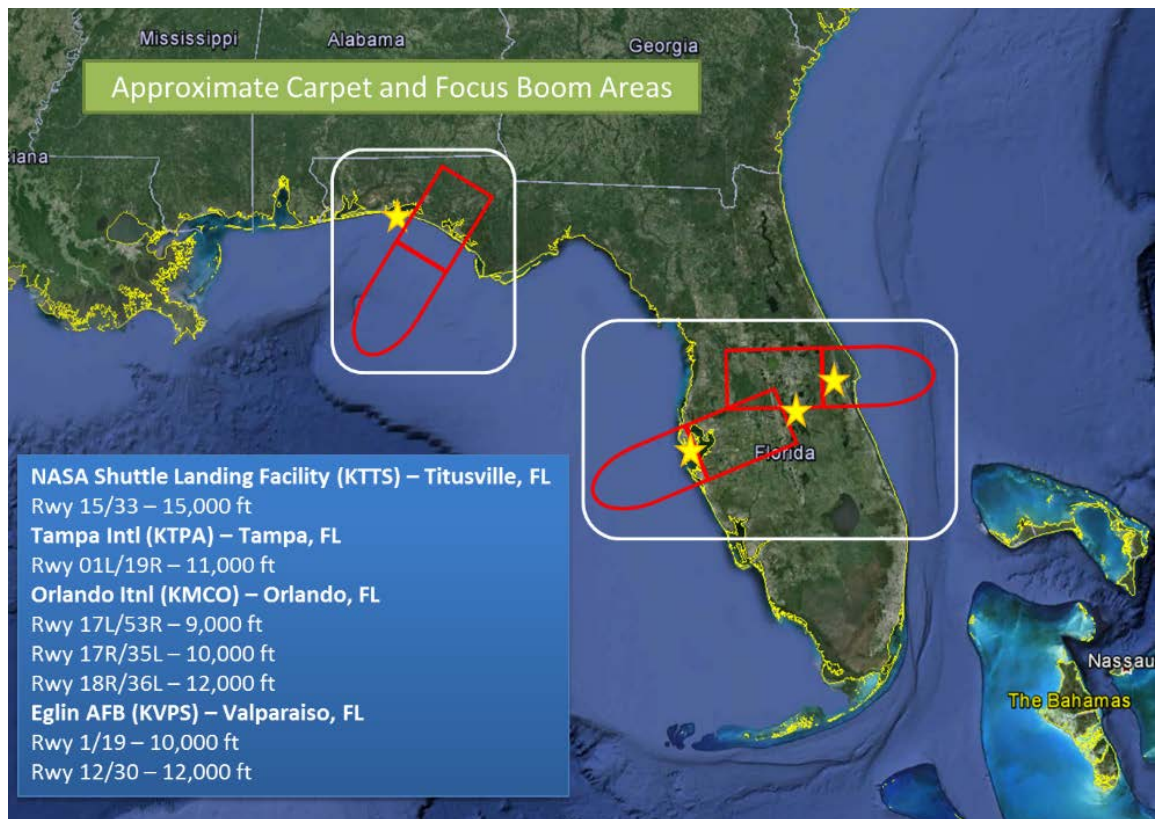 Mississippi
Alabama
Georgia
Approximate Carpet and Focus Boom Areas
siana
Florida
NASA Shuttle Landing Facility (KTTS) – Titusville, FL
Rwy 15/33 – 15,000 ft
Tampa Intl (KTPA) – Tampa, FL
Rwy 01L/19R – 11,000 ft
Orlando Itnl (KMCO) – Orlando, FL
Rwy 17L/53R – 9,000 ft
Rwy 17R/35L – 10,000 ft
Rwy 18R/36L – 12,000 ft
Eglin AFB (KVPS) – Valparaiso, FL
Rwy 1/19 – 10,000 ft
Rwy 12/30 – 12,000 ft
Nassau
The Bahamas